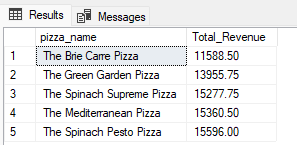 Results Messages
pizza_name Total_Revenue
1 The Brie Carre Pizza 11588.50
2 The Green Garden Pizza 13955.75
3 The Spinach Supreme Pizza 15277.75
4 The Mediterranean Pizza 15360.50
5 The Spinach Pesto Pizza 15596.00